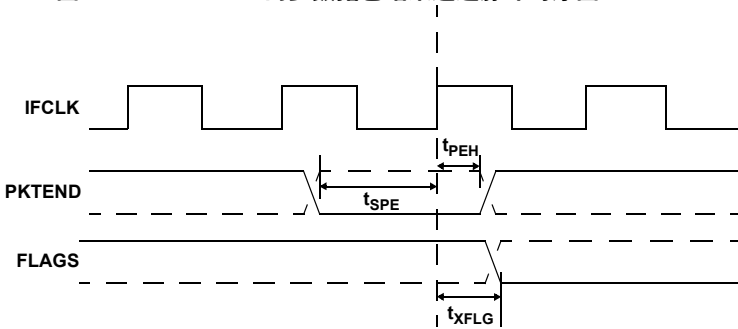 IFCLK
tPEH
PKTEND
tSPE
FLAGS
tXFLG